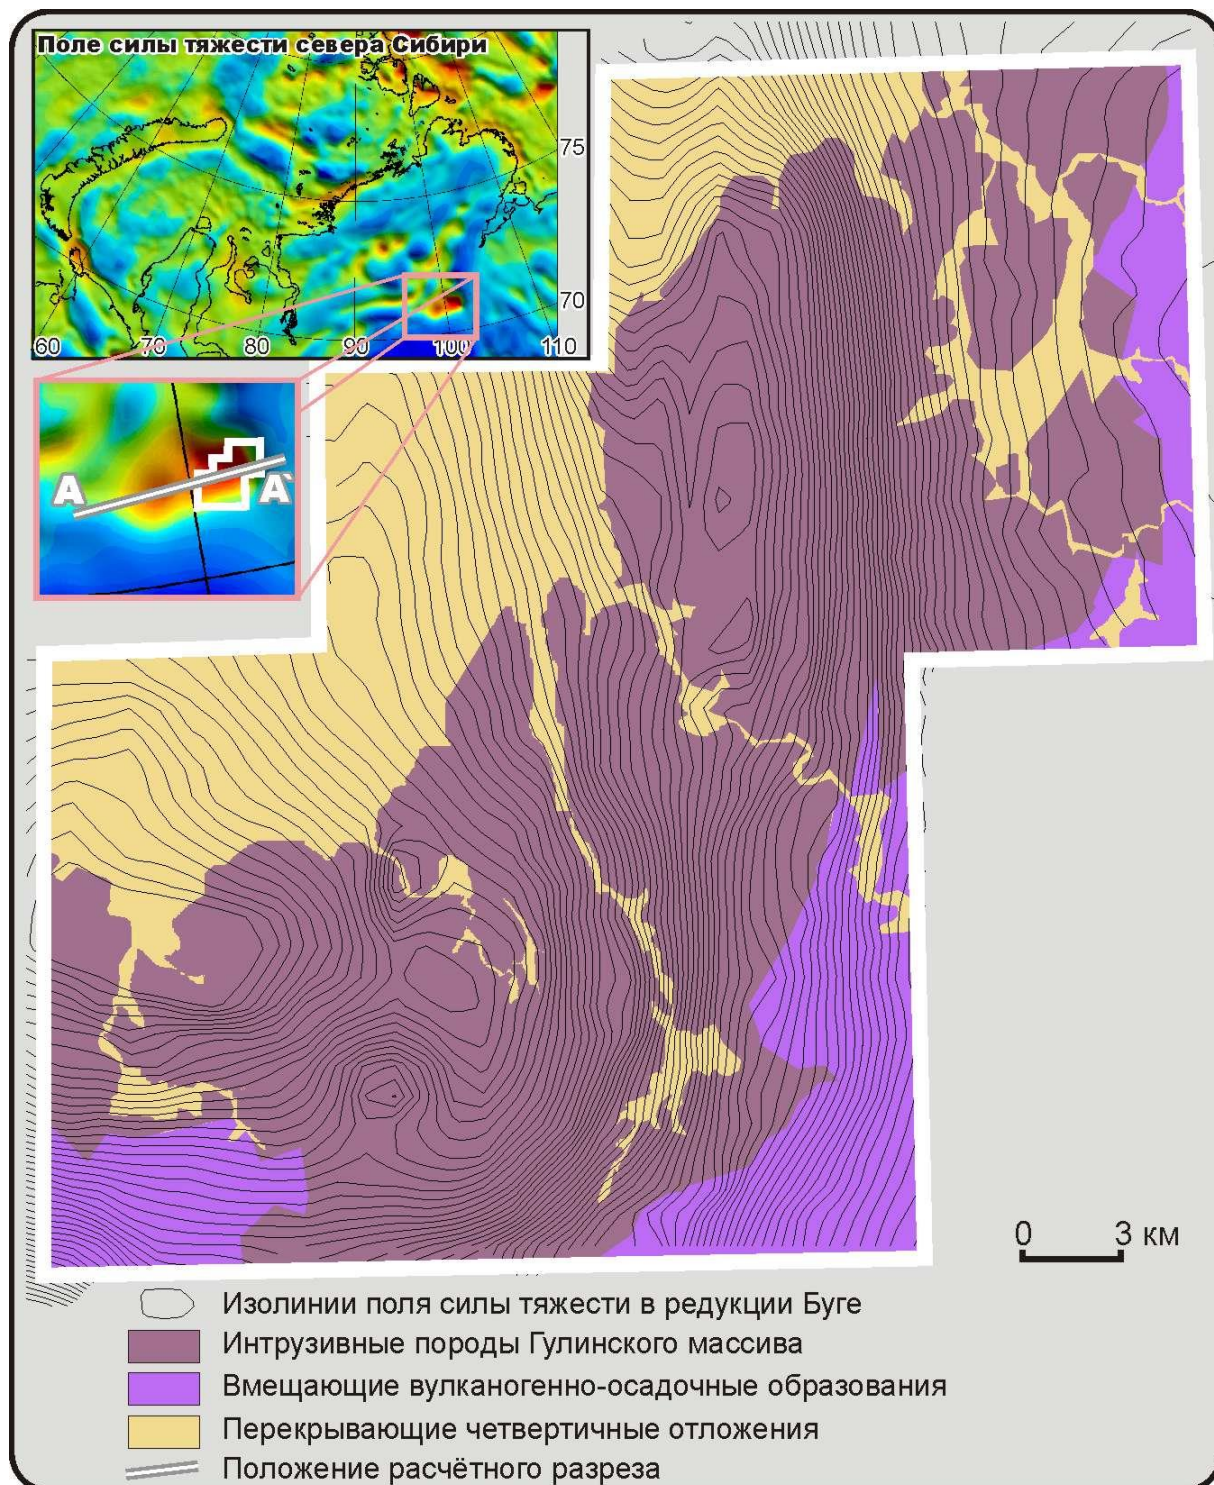 Поле силы тяжести севера Сибири
75
70
60 70 80 90 100 110
А А`
0 3 км
Изолинии поля силы тяжести в редукции Буге
Интрузивные породы Гулинского массива
Вмещающие вулканогенно-осадочные образования
Перекрывающие четвертичные отложения
Положение расчётного разреза